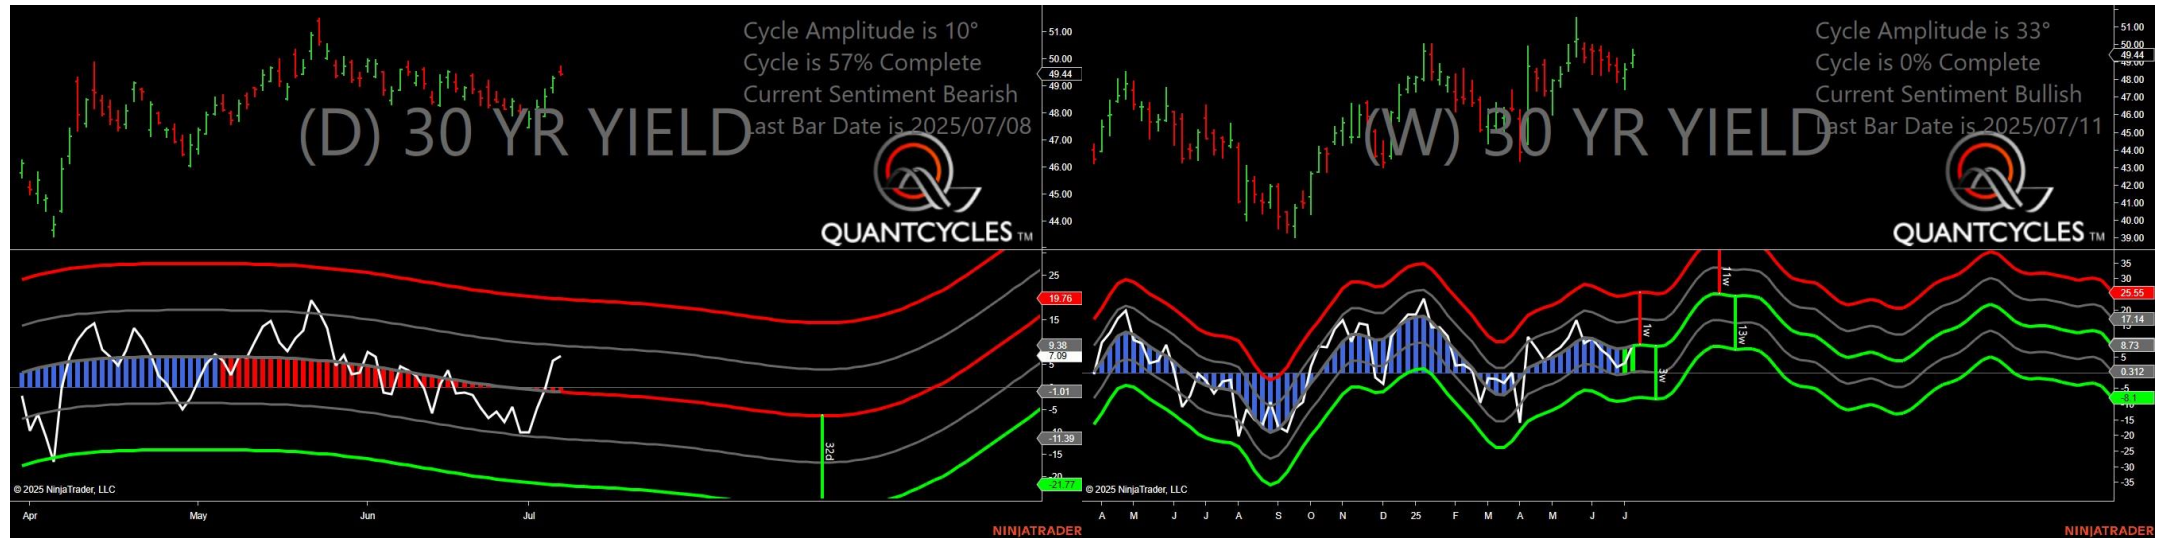 Cycle Amplitude is 10°
Cycle is 57% Complete
Current Sentiment Bearish
Last Bar Date is 2025/07/08
(D) 30 YR YIELD
QUANTCYCLES TM
51.00
50.00
49.44
49.00
48.00
47.00
46.00
45.00
44.00
25
19.76
15
9.38
7.09
5
-1.01
-5
-11.39
-15
-21.77
32d
© 2025 NinjaTrader, LLC
Apr May Jun Jul
NINJATRADER
Cycle Amplitude is 33°
Cycle is 0% Complete
Current Sentiment Bullish
Last Bar Date is 2025/07/11
(W) 30 YR YIELD
QUANTCYCLES TM
51.00
50.00
49.44
48.00
47.00
46.00
45.00
44.00
43.00
42.00
41.00
40.00
39.00
35
30
25.55
20
17.14
8.73
5
0.312
-5
-8.1
-15
-20
-25
-30
-35
11w
1w
13w
3w
© 2025 NinjaTrader, LLC
A M J J A S O N D 25 F M A M J J
NINJATRADER